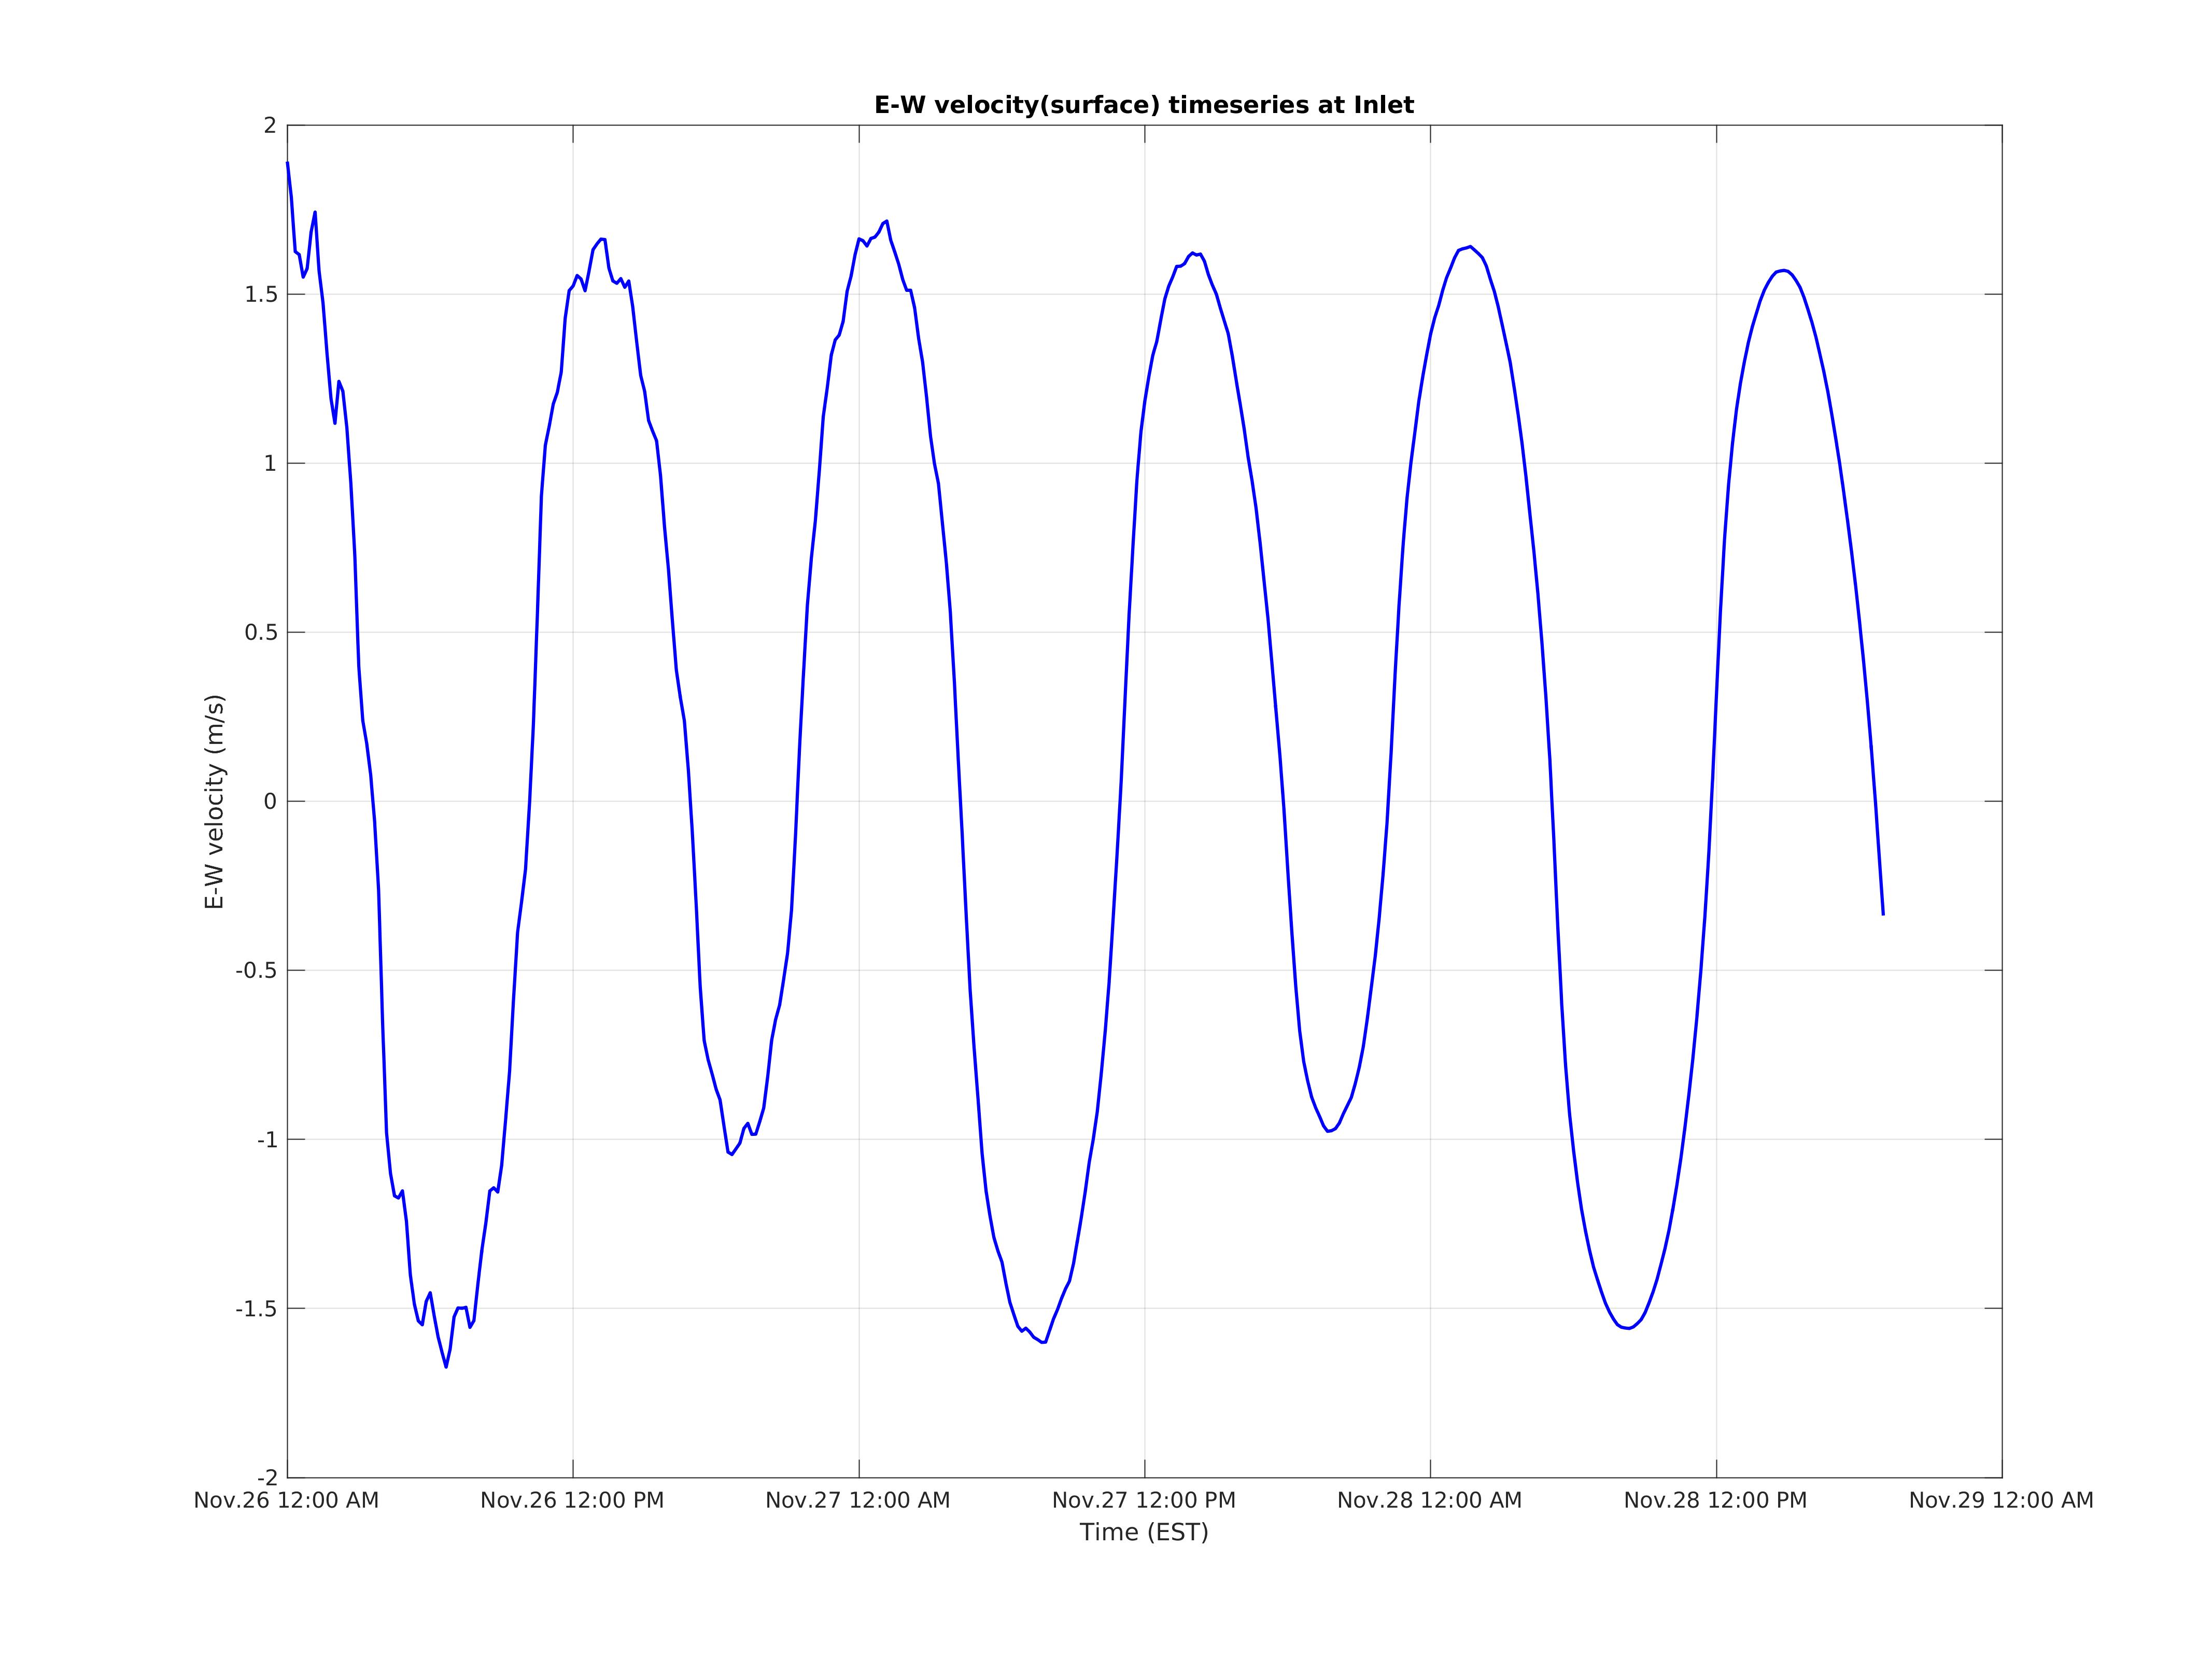 E-W velocity(surface) timeseries at Inlet
2
1.5
1
0.5
0
-0.5
-1
-1.5
-2
E-W velocity (m/s)
Nov.26 12:00 AM Nov.26 12:00 PM Nov.27 12:00 AM Nov.27 12:00 PM Nov.28 12:00 AM Nov.28 12:00 PM Nov.29 12:00 AM
Time (EST)